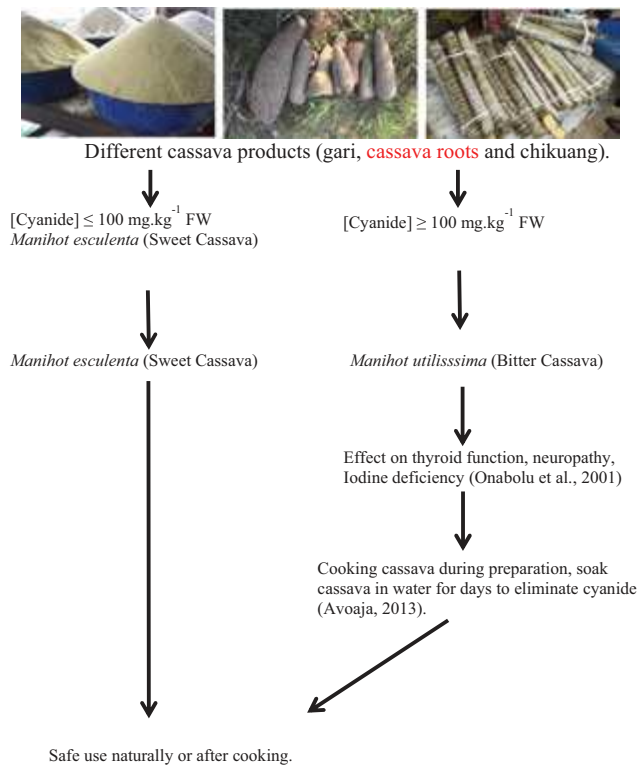 Different cassava products (gari, cassava roots and chikuang).
[Cyanide] ≤ 100 mg.kg⁻¹ FW
Manihot esculenta (Sweet Cassava)
[Cyanide] ≥ 100 mg.kg⁻¹ FW
Manihot esculenta (Sweet Cassava)
Manihot utilisssima (Bitter Cassava)
Effect on thyroid function, neuropathy,
Iodine deficiency (Onabolu et al., 2001)
Cooking cassava during preparation, soak
cassava in water for days to eliminate cyanide
(Avoaja, 2013).
Safe use naturally or after cooking.